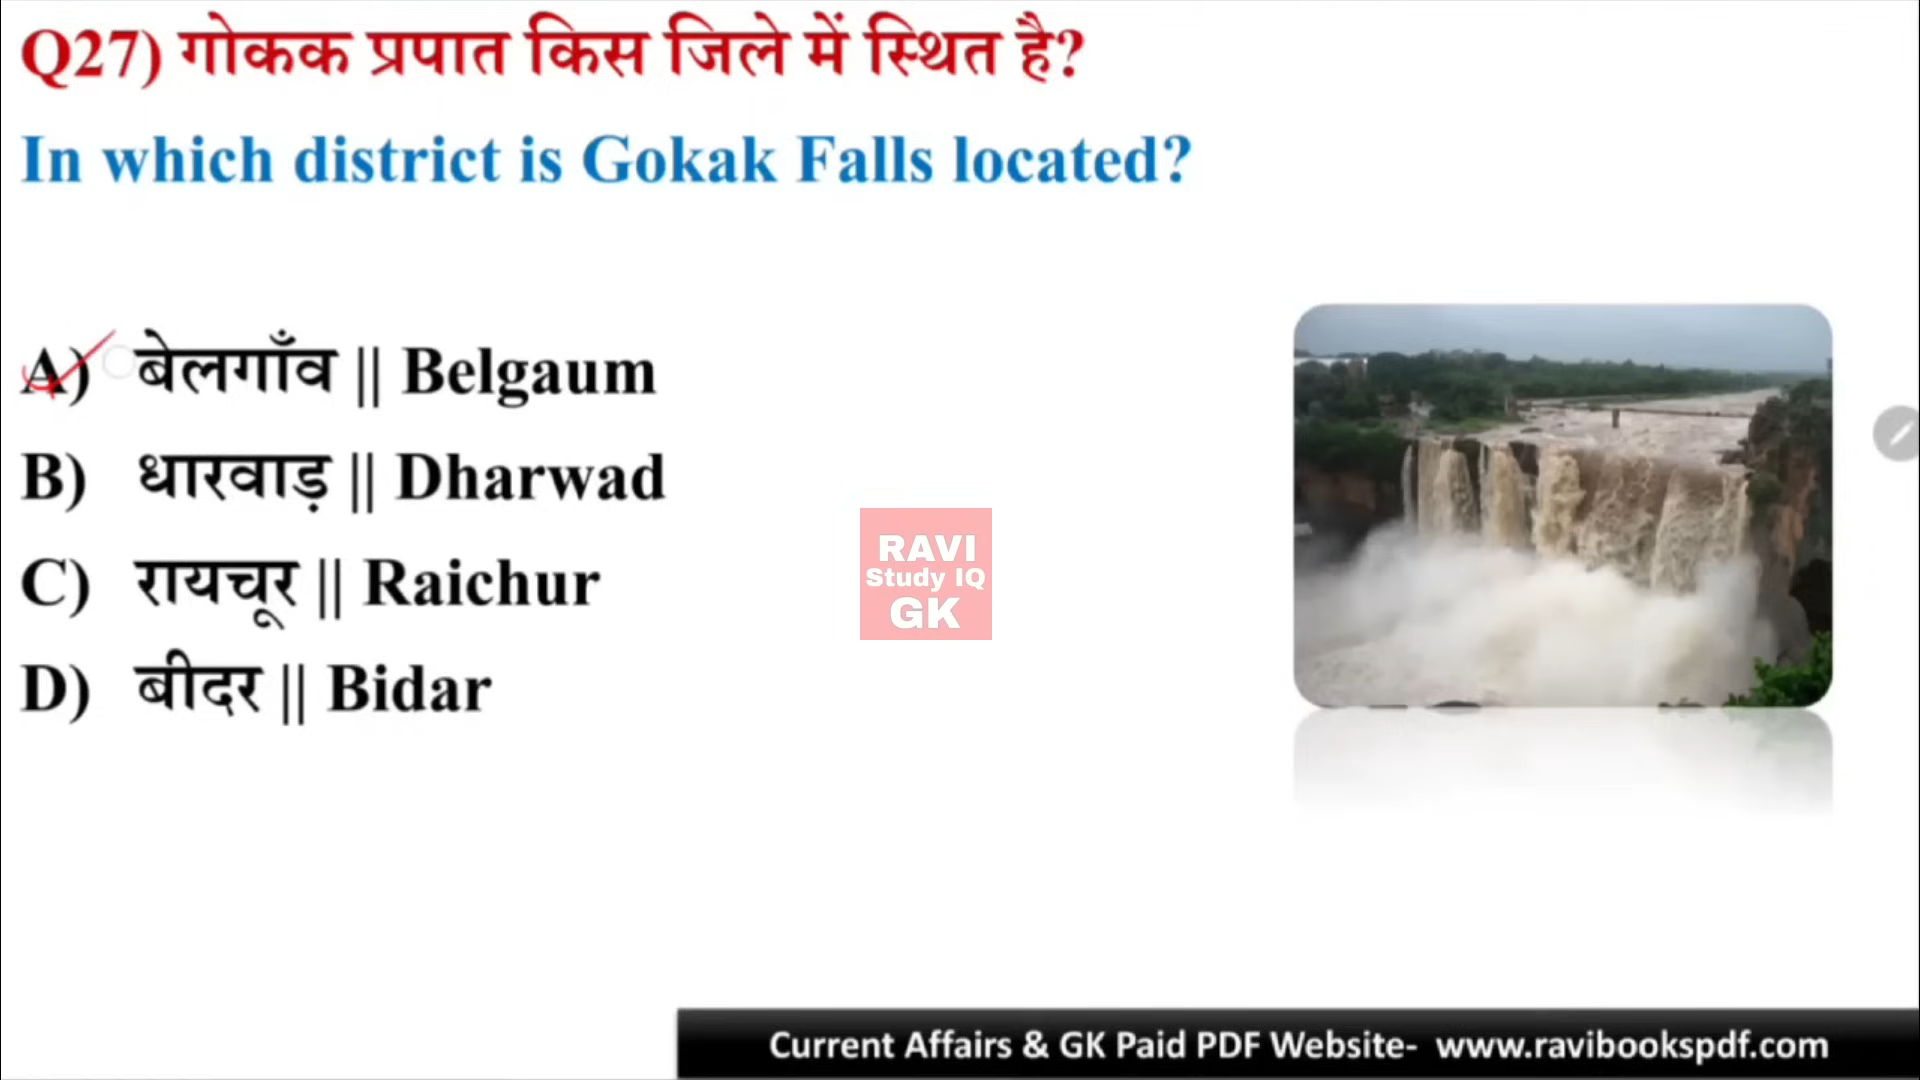 Q27) गोकक प्रपात किस जिले में स्थित है?
In which district is Gokak Falls located?
A) बेलगाँव || Belgaum
B) धारवाड़ || Dharwad
C) रायचूर || Raichur
D) बीदर || Bidar
RAVI
Study IQ
GK
Current Affairs & GK Paid PDF Website- www.ravibookspdf.com